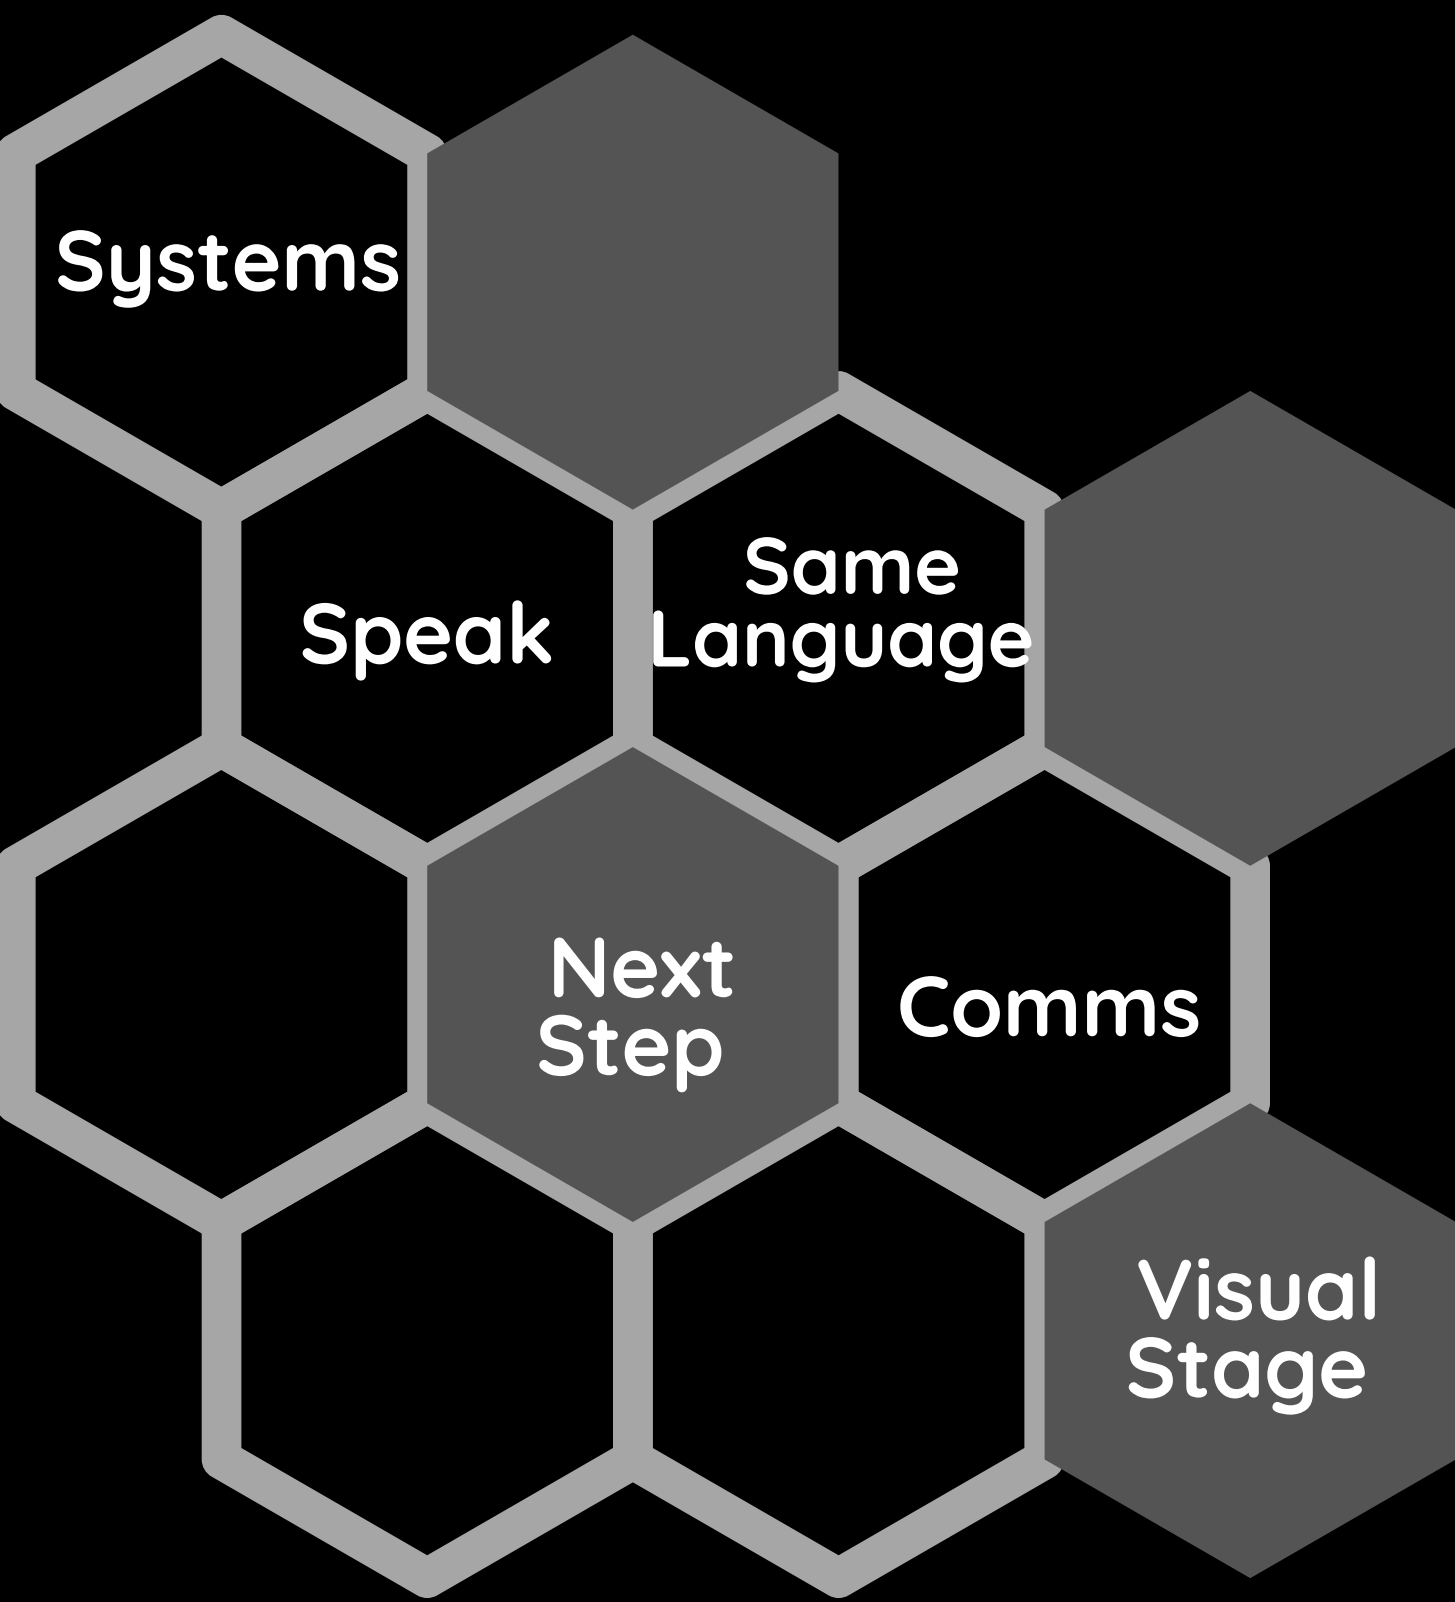 Systems
Speak
Same
Language
Next
Step
Comms
Visual
Stage